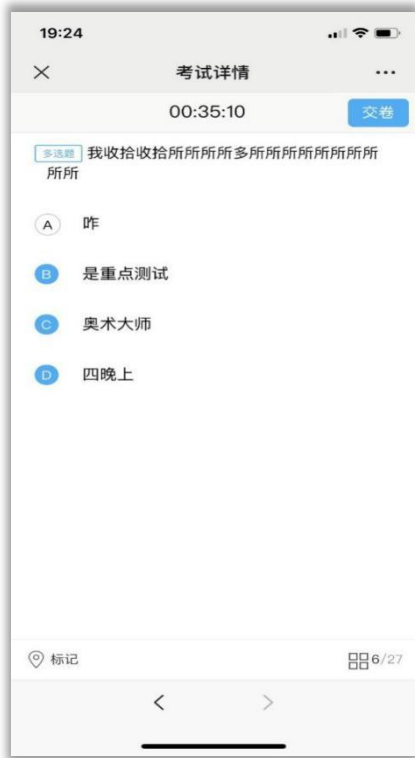 19:24
考试详情
00:35:10 交卷
多选题 我收拾收拾所所所所多所所所所所所所所
所所
A 咋
B 是重点测试
C 奥术大师
D 四晚上
标记 6/27